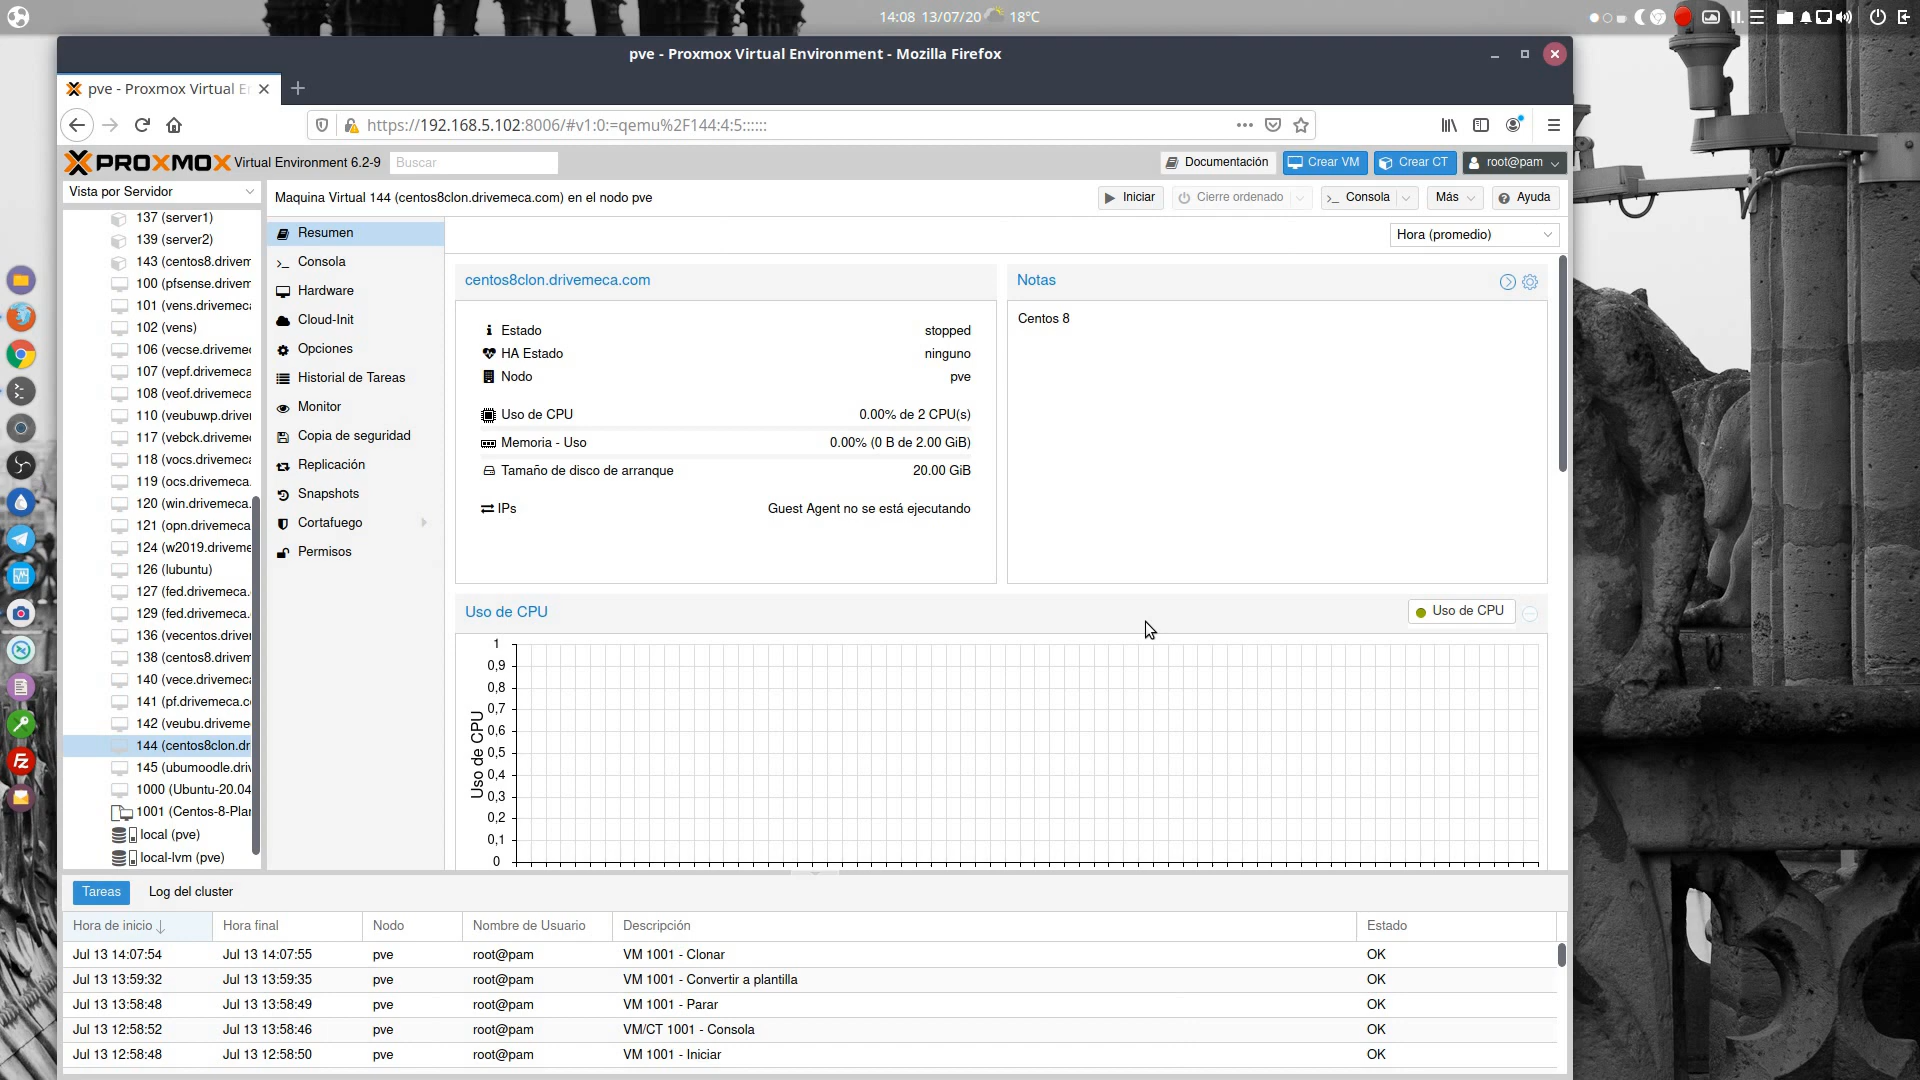 14:08 13/07/20 18°C
pve - Proxmox Virtual Environment - Mozilla Firefox
pve - Proxmox Virtual E
https://192.168.5.102:8006/#v1:0:=qemu%2F144:4:5::::::
PROXMOX Virtual Environment 6.2-9 Buscar Documentación Crear VM Crear CT root@pam
Vista por Servidor
Maquina Virtual 144 (centos8clon.drivemeca.com) en el nodo pve Iniciar Cierre ordenado Consola Más Ayuda
137 (server1)
139 (server2)
143 (centos8.drivem
100 (pfsense.drivem
101 (vens.drivemeca
102 (vens)
106 (vecse.drivemec
107 (vepf.drivemeca
108 (veof.drivemeca
110 (veubuwp.driver
117 (vebck.drivemec
118 (vocs.drivemeca
119 (ocs.drivemeca.
120 (win.drivemeca.
121 (opn.drivemeca
124 (w2019.driveme
126 (lubuntu)
127 (fed.drivemeca.
129 (fed.drivemeca.
136 (vecentos.driver
138 (centos8.drivem
140 (vece.drivemeca
141 (pf.drivemeca.c
142 (veubu.driveme
144 (centos8clon.dr
145 (ubumoodle.driv
1000 (Ubuntu-20.04
1001 (Centos-8-Plan
local (pve)
local-lvm (pve)
Resumen
Consola
Hardware
Cloud-Init
Opciones
Historial de Tareas
Monitor
Copia de seguridad
Replicación
Snapshots
Cortafuego
Permisos
Hora (promedio)
centos8clon.drivemeca.com
Estado stopped
HA Estado ninguno
Nodo pve
Uso de CPU 0.00% de 2 CPU(s)
Memoria - Uso 0.00% (0 B de 2.00 GiB)
Tamaño de disco de arranque 20.00 GiB
IPs Guest Agent no se está ejecutando
Notas
Centos 8
Uso de CPU
Uso de CPU
Uso de CPU
1
0,9
0,8
0,7
0,6
0,5
0,4
0,3
0,2
0,1
0
Tareas Log del cluster
Hora de inicio Hora final Nodo Nombre de Usuario Descripción Estado
Jul 13 14:07:54 Jul 13 14:07:55 pve root@pam VM 1001 - Clonar OK
Jul 13 13:59:32 Jul 13 13:59:35 pve root@pam VM 1001 - Convertir a plantilla OK
Jul 13 13:58:48 Jul 13 13:58:49 pve root@pam VM 1001 - Parar OK
Jul 13 12:58:52 Jul 13 13:58:46 pve root@pam VM/CT 1001 - Consola OK
Jul 13 12:58:48 Jul 13 12:58:50 pve root@pam VM 1001 - Iniciar OK